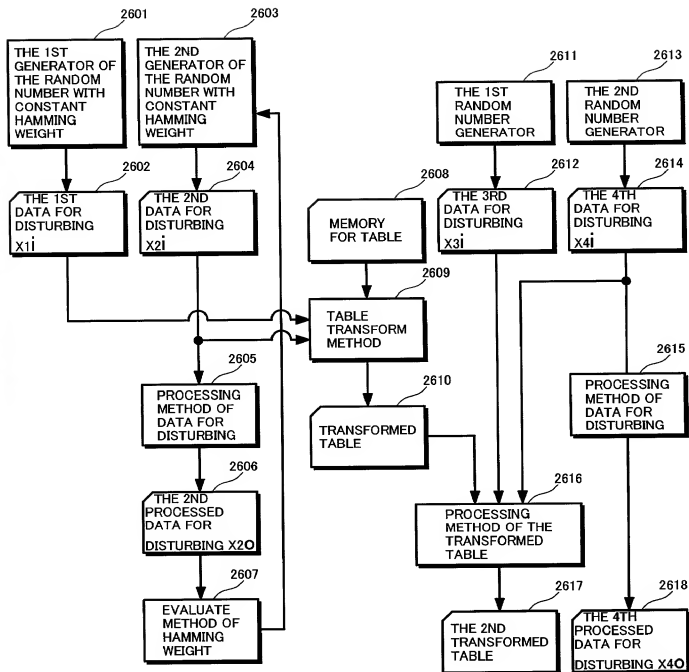 2601
THE 1ST
GENERATOR OF
THE RANDOM
NUMBER WITH
CONSTANT
HAMMING
WEIGHT
2603
THE 2ND
GENERATOR OF
THE RANDOM
NUMBER WITH
CONSTANT
HAMMING
WEIGHT
2611
THE 1ST
RANDOM
NUMBER
GENERATOR
2613
THE 2ND
RANDOM
NUMBER
GENERATOR
2602
THE 1ST
DATA FOR
DISTURBING
X1i
2604
THE 2ND
DATA FOR
DISTURBING
X2i
2608
MEMORY
FOR TABLE
2612
THE 3RD
DATA FOR
DISTURBING
X3i
2614
THE 4TH
DATA FOR
DISTURBING
X4i
2609
TABLE
TRANSFORM
METHOD
2605
PROCESSING
METHOD OF
DATA FOR
DISTURBING
2610
TRANSFORMED
TABLE
2615
PROCESSING
METHOD OF
DATA FOR
DISTURBING
2606
THE 2ND
PROCESSED
DATA FOR
DISTURBING X2O
2616
PROCESSING
METHOD OF THE
TRANSFORMED
TABLE
2607
EVALUATE
METHOD OF
HAMMING
WEIGHT
2617
THE 2ND
TRANSFORMED
TABLE
2618
THE 4TH
PROCESSED
DATA FOR
DISTURBING X4O